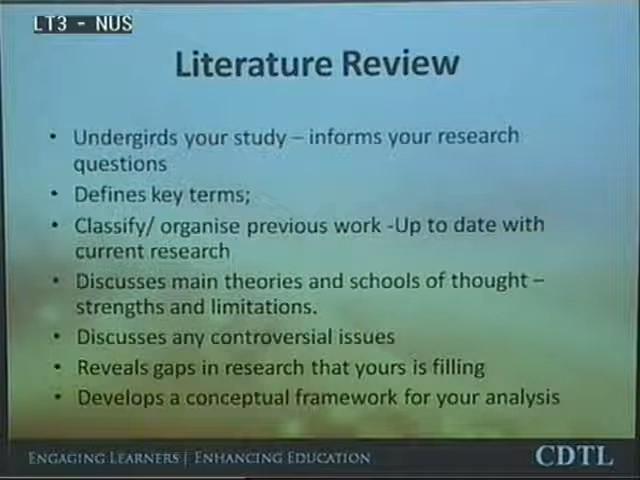 LT3 - NUS
Literature Review
• Undergirds your study – informs your research
questions
• Defines key terms;
• Classify/ organise previous work -Up to date with
current research
• Discusses main theories and schools of thought –
strengths and limitations.
• Discusses any controversial issues
• Reveals gaps in research that yours is filling
• Develops a conceptual framework for your analysis
ENGAGING LEARNERS | ENHANCING EDUCATION
CDTL